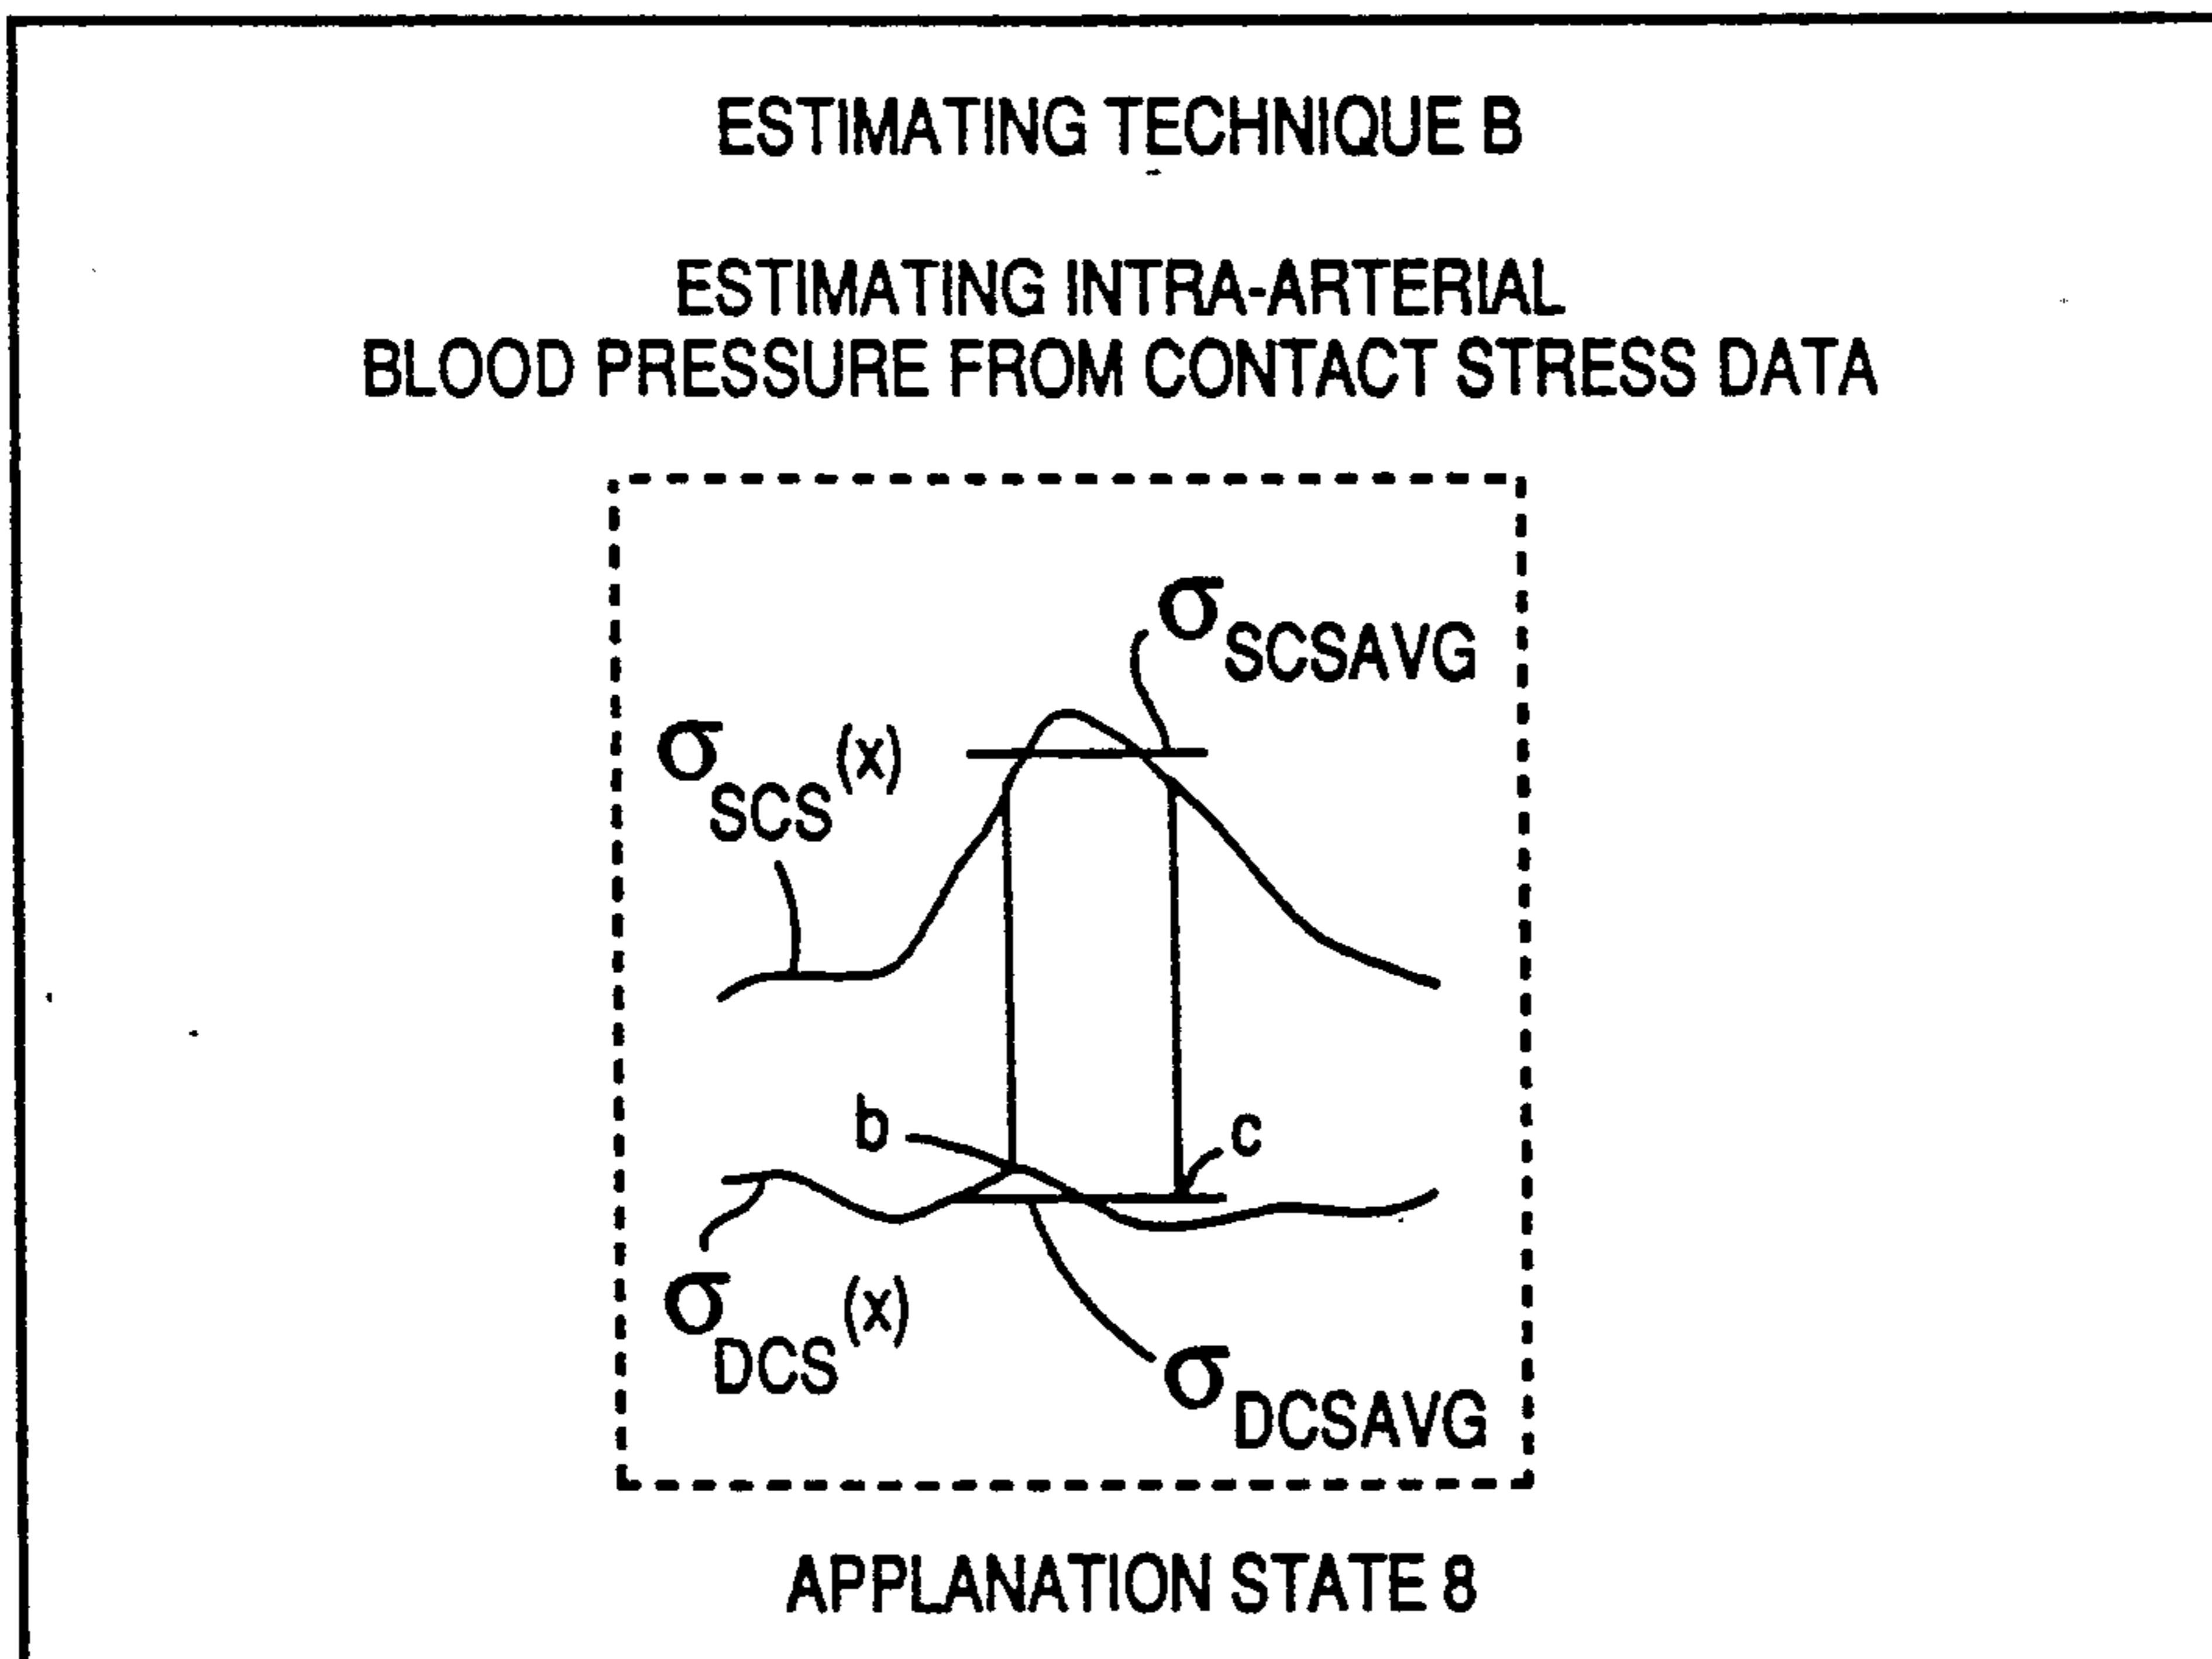 ESTIMATING TECHNIQUE B
ESTIMATING INTRA-ARTERIAL
BLOOD PRESSURE FROM CONTACT STRESS DATA
σSCSAVG
σSCS(x)
b
c
σDCS(x)
σDCSAVG
APPLANATION STATE 8